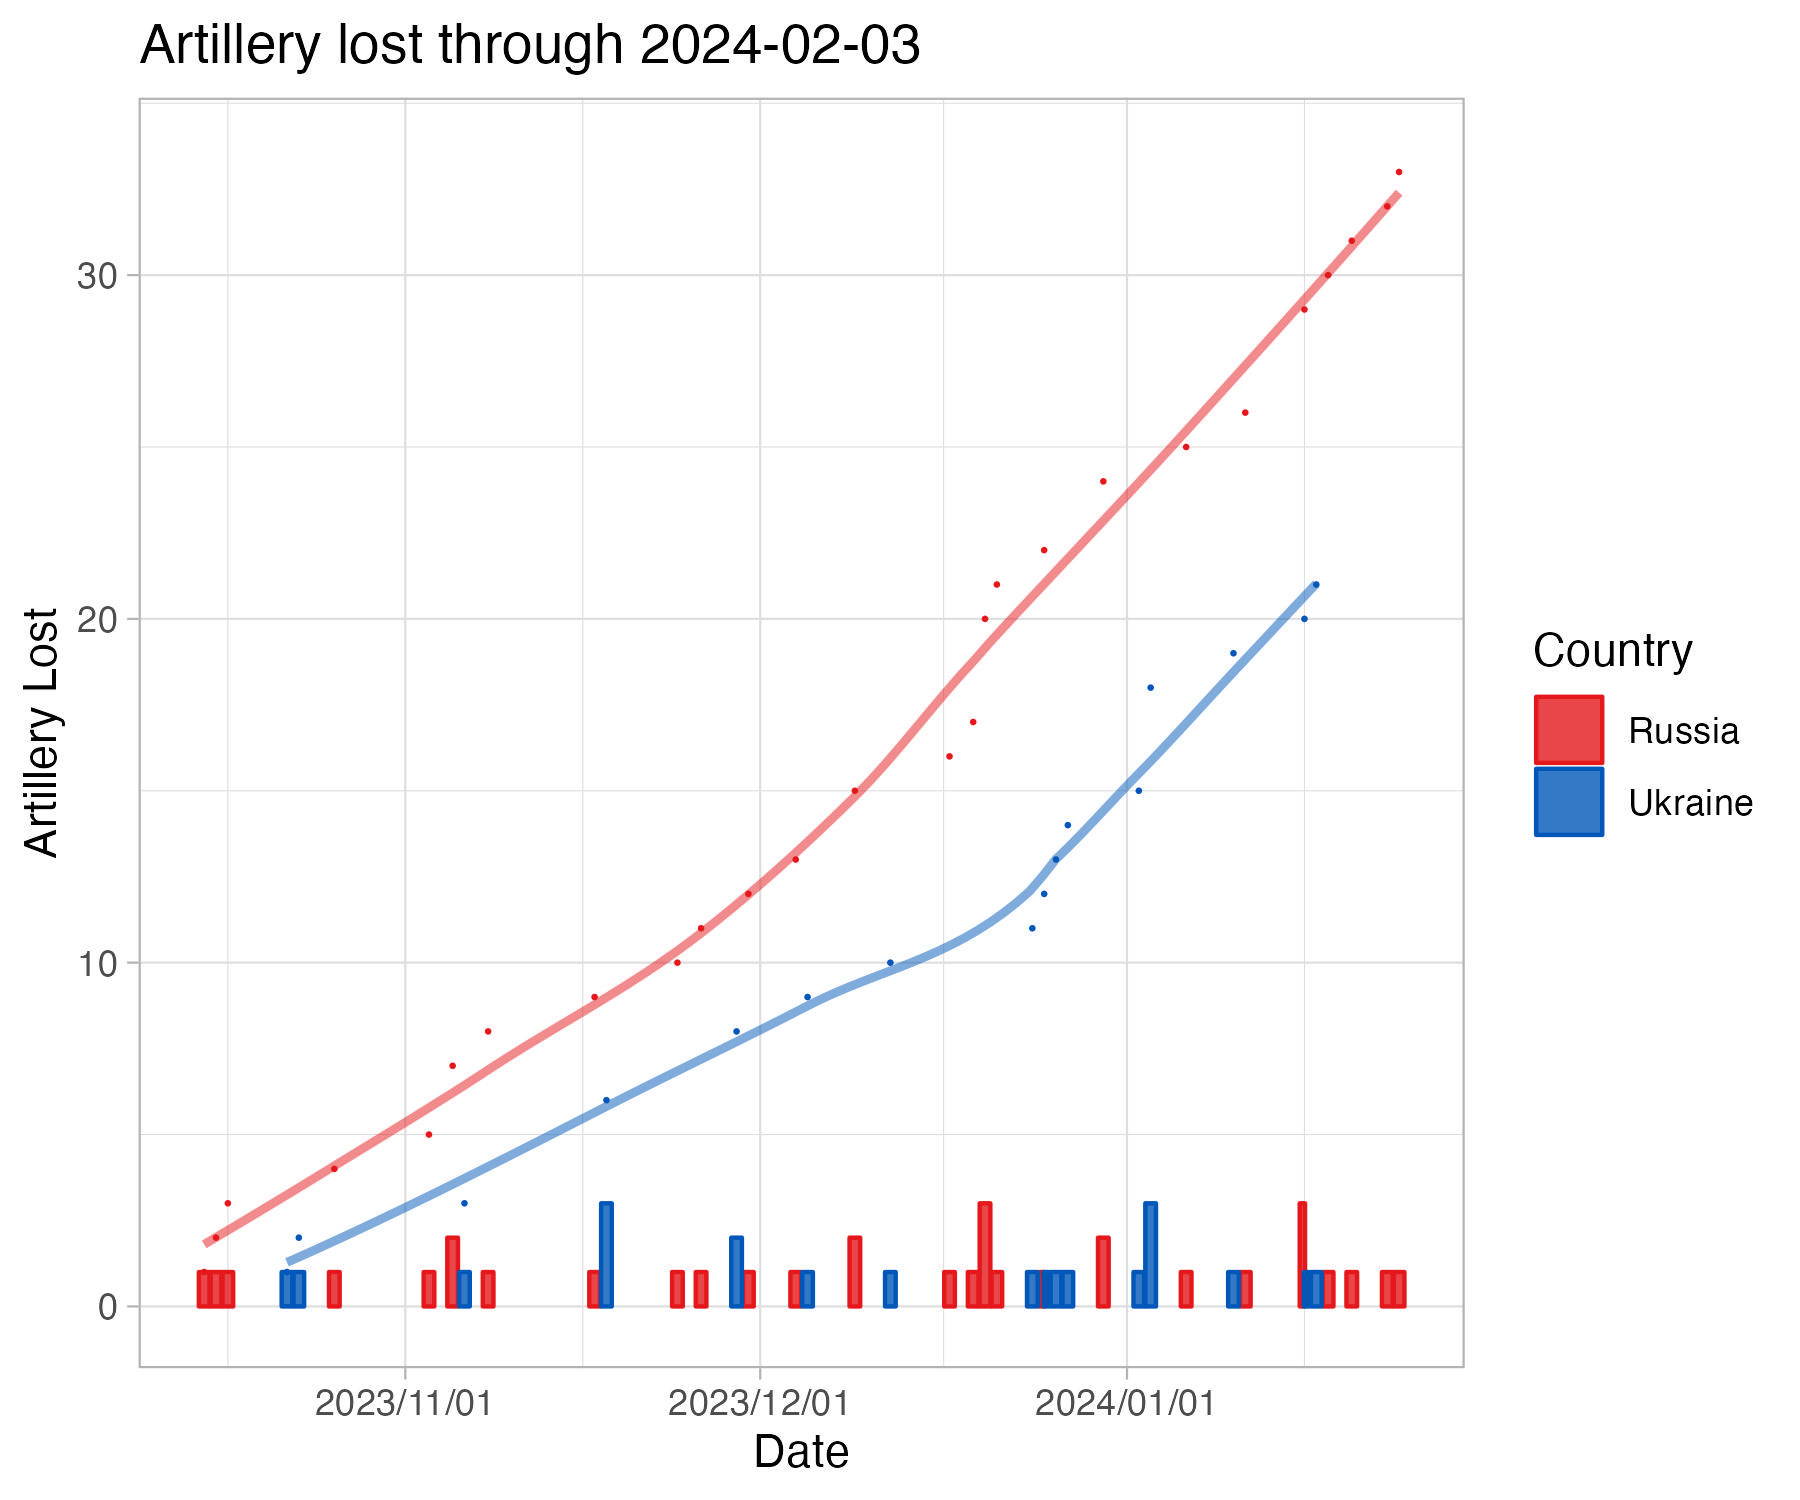 Artillery lost through 2024-02-03
Artillery Lost
30
20
10
0
2023/11/01
2023/12/01
2024/01/01
Date
Country
Russia
Ukraine